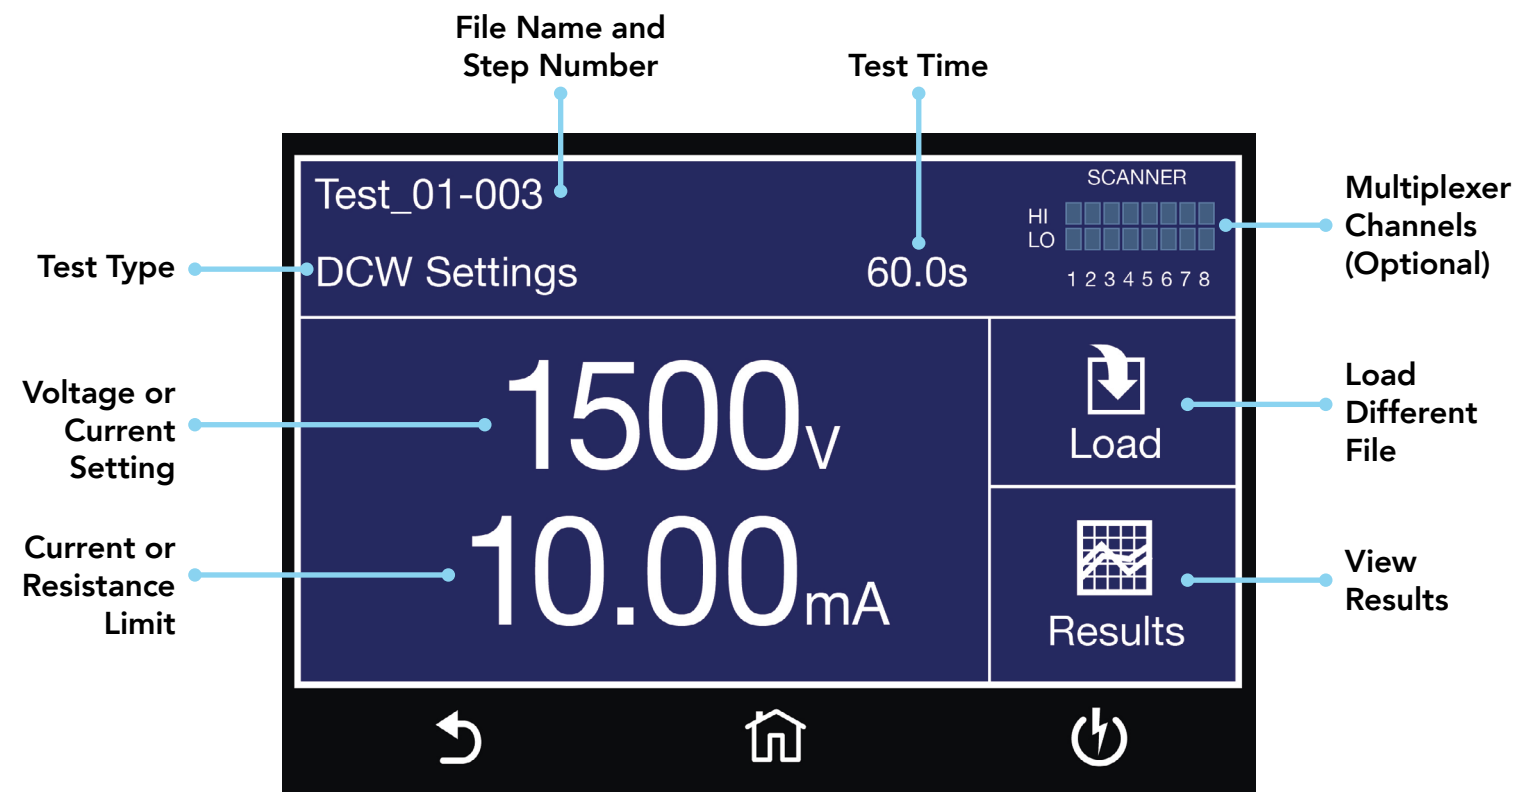 File Name and
Step Number
Test Time
Test_01-003
SCANNER
HI
LO
1 2 3 4 5 6 7 8
Multiplexer
Channels
(Optional)
Test Type
DCW Settings
60.0s
Voltage or
Current
Setting
1500V
Load
Load
Different
File
Current or
Resistance
Limit
10.00mA
Results
View
Results